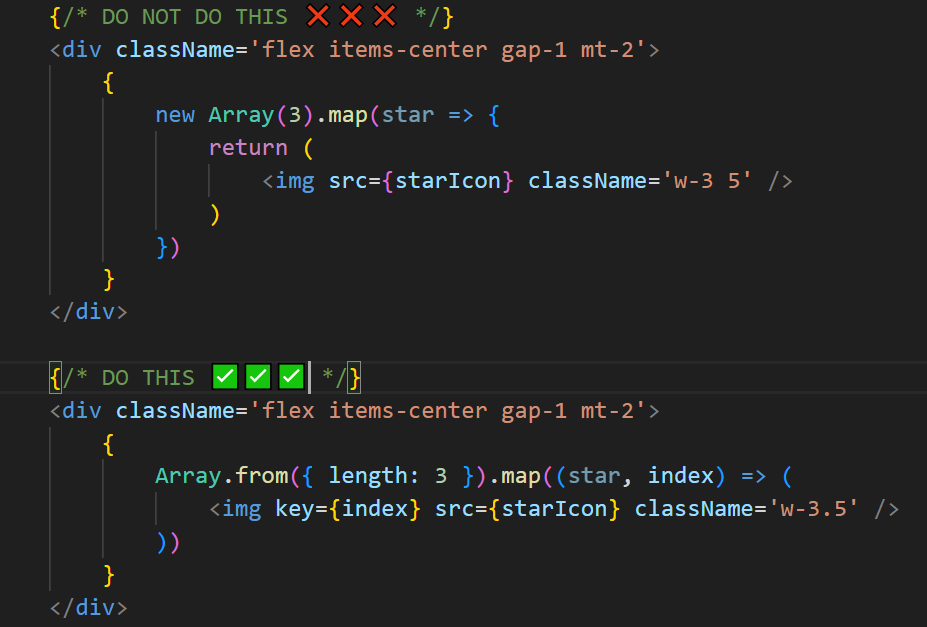 {/* DO NOT DO THIS ❌❌❌ */}
<div className='flex items-center gap-1 mt-2'>
{
new Array(3).map(star => {
return (
<img src={starIcon} className='w-3 5' />
)
})
}
</div>
{/* DO THIS ✅✅✅ */}
<div className='flex items-center gap-1 mt-2'>
{
Array.from({ length: 3 }).map((star, index) => (
<img key={index} src={starIcon} className='w-3.5' />
))
}
</div>